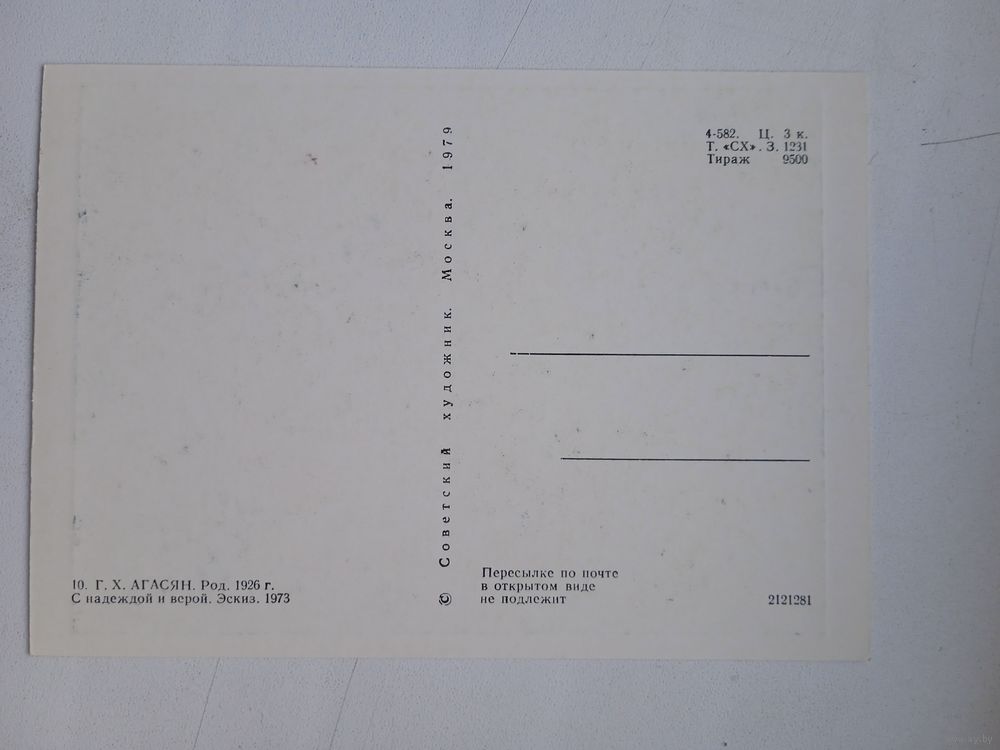 4-582. Ц. 3 к.
Т. «СХ». З. 1231
Тираж 9500
© Советский художник. Москва. 1979
10. Г. Х. АГАСЯН. Род. 1926 г.
С надеждой и верой. Эскиз. 1973
Пересылке по почте
в открытом виде
не подлежит
2121281